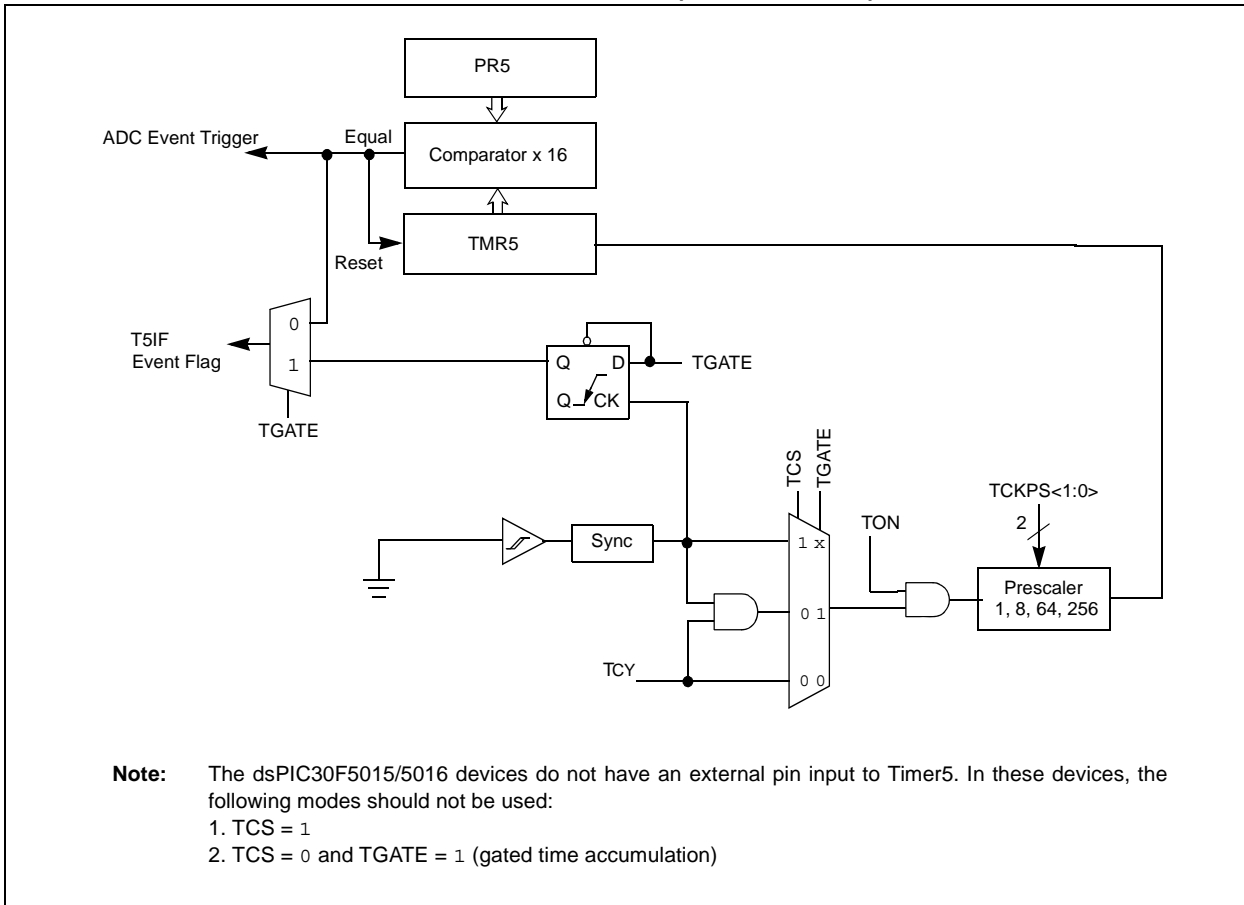 PR5
ADC Event Trigger
Equal
Comparator x 16
TMR5
Reset
0
1
T5IF
Event Flag
TGATE
Q
D
Q
CK
TGATE
TCS
TGATE
TCKPS<1:0>
2
TON
Sync
1 x
Prescaler
1, 8, 64, 256
0 1
TCY
0 0
Note: The dsPIC30F5015/5016 devices do not have an external pin input to Timer5. In these devices, the
following modes should not be used:
1. TCS = 1
2. TCS = 0 and TGATE = 1 (gated time accumulation)